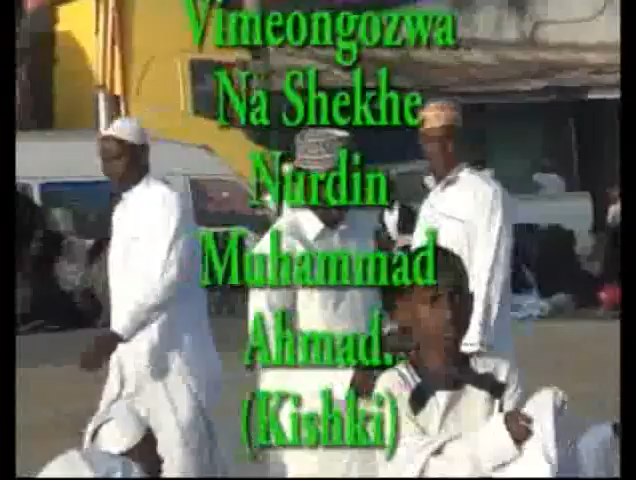 Vimeongozwa
Na Shekhe
Nurdin
Muhammad
Ahmad.
(Kishki)